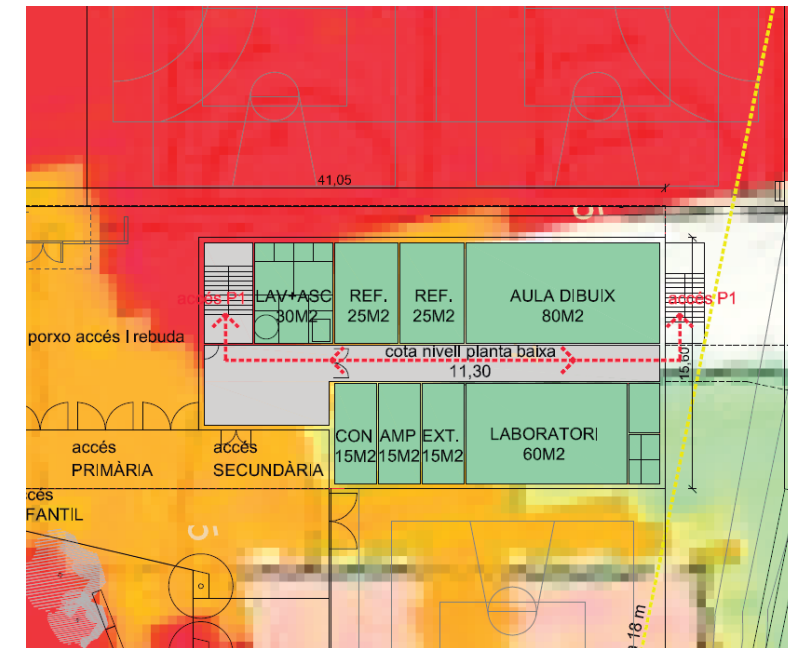 41,05
accés P1
LAV+ASC
30M2
REF.
25M2
REF.
25M2
AULA DIBUIX
80M2
accés P1
porxo accés I rebuda
cota nivell planta baixa
11,30
15,60
accés
PRIMÀRIA
accés
SECUNDÀRIA
CON
15M2
AMP
15M2
EXT.
15M2
LABORATORI
60M2
cés
FANTIL
18 m